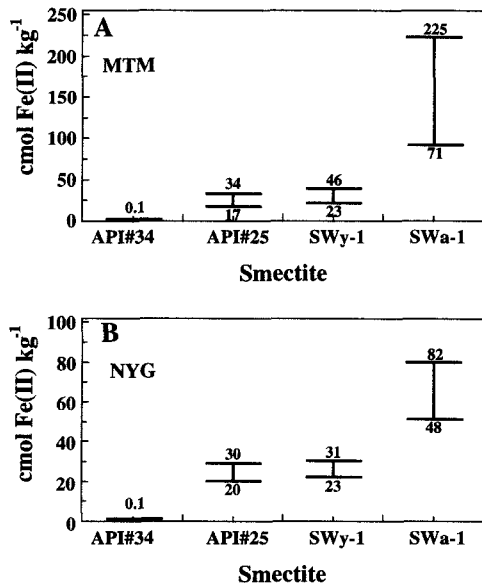 A
MTM
cmol Fe(II) kg⁻¹
250
200
150
100
50
0
0.1
34
17
46
23
225
71
API#34 API#25 SWy-1 SWa-1
Smectite
B
NYG
cmol Fe(II) kg⁻¹
100
80
60
40
20
0
0.1
30
20
31
23
82
48
API#34 API#25 SWy-1 SWa-1
Smectite